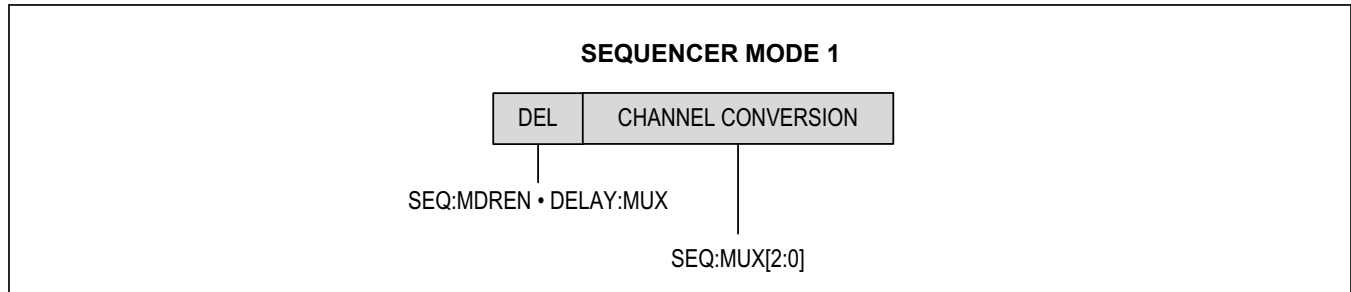 SEQUENCER MODE 1
DEL
CHANNEL CONVERSION
SEQ:MDREN • DELAY:MUX
SEQ:MUX[2:0]